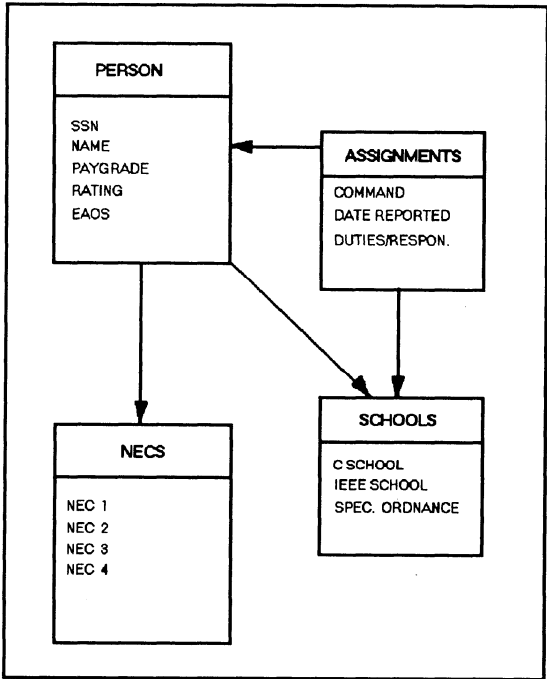 PERSON
SSN
NAME
PAYGRADE
RATING
EAOS
ASSIGNMENTS
COMMAND
DATE REPORTED
DUTIES/RESPON.
NECS
NEC 1
NEC 2
NEC 3
NEC 4
SCHOOLS
C SCHOOL
IEEE SCHOOL
SPEC. ORDNANCE